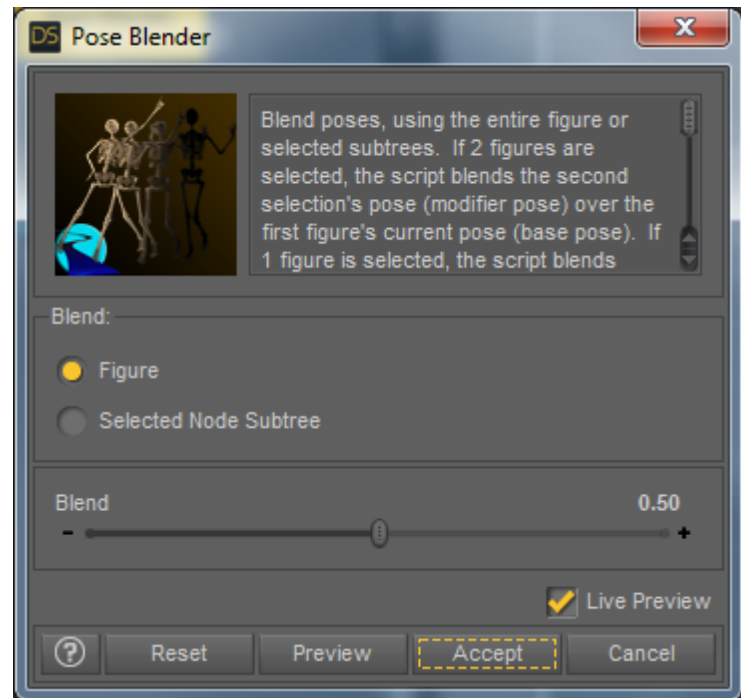 DS Pose Blender
Blend poses, using the entire figure or
selected subtrees. If 2 figures are
selected, the script blends the second
selection's pose (modifier pose) over the
first figure's current pose (base pose). If
1 figure is selected, the script blends
Blend:
Figure
Selected Node Subtree
Blend 0.50
- +
Live Preview
? Reset Preview Accept Cancel